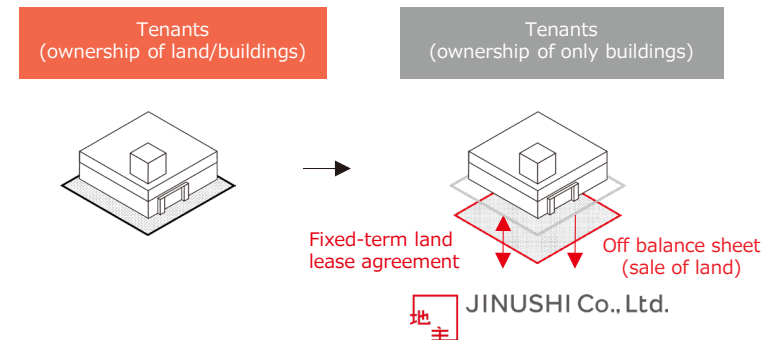 Tenants
(ownership of land/buildings)
Tenants
(ownership of only buildings)
Fixed-term land
lease agreement
Off balance sheet
(sale of land)
地主
JINUSHI Co., Ltd.